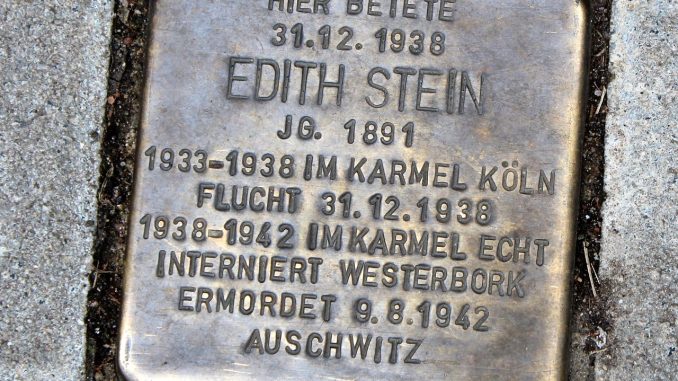 HIER BETETE
31.12. 1938
EDITH STEIN
JG. 1891
1933-1938 IM KARMEL KÖLN
FLUCHT 31.12.1938
1938-1942 IM KARMEL ECHT
INTERNIERT WESTERBORK
ERMORDET 9.8.1942
AUSCHWITZ